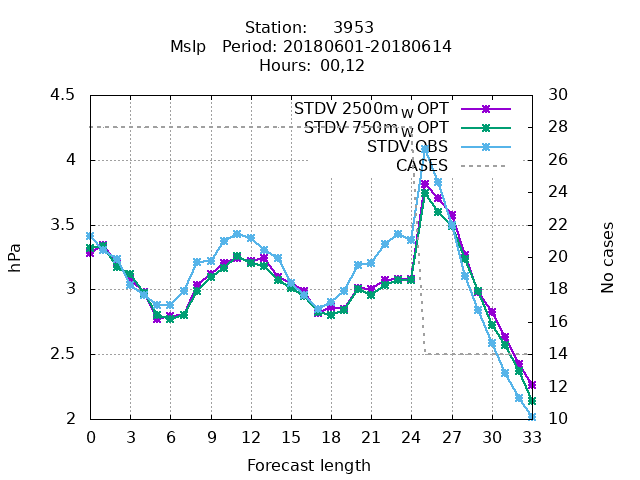 Station: 3953
Mslp Period: 20180601-20180614
Hours: 00,12
STDV 2500m W OPT
STDV 750m W OPT
STDV OBS
CASES
4.5
4
3.5
3
2.5
2
hPa
30
28
26
24
22
20
18
16
14
12
10
No cases
0 3 6 9 12 15 18 21 24 27 30 33
Forecast length